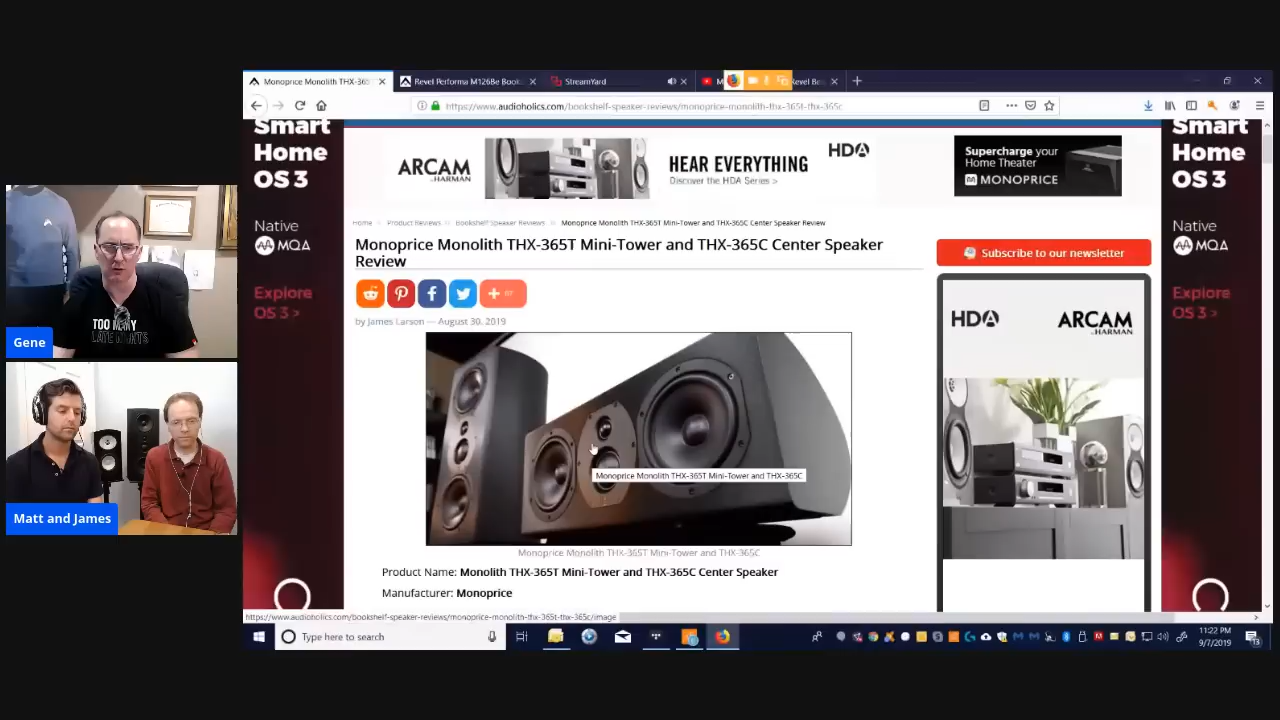 Monoprice Monolith THX-365
Revel Performa M126Be Book
StreamYard
Revel Be
https://www.audioholics.com/bookshelf-speaker-reviews/monoprice-monolith-thx-365t-thx-365c
Smart
Home
OS 3
Native
MQA
Explore
OS 3 >
ARCAM
by HARMAN
HEAR EVERYTHING
Discover the HDA Series >
HDA
Supercharge your
Home Theater
MONOPRICE
Smart
Home
OS 3
Native
MQA
Explore
OS 3 >
Home
Product Reviews
Bookshelf Speaker Reviews
Monoprice Monolith THX-365T Mini-Tower and THX-365C Center Speaker Review
Monoprice Monolith THX-365T Mini-Tower and THX-365C Center Speaker
Review
by James Larson — August 30, 2019
Subscribe to our newsletter
HDA
ARCAM
by HARMAN
Monoprice Monolith THX-365T Mini-Tower and THX-365C
Monoprice Monolith THX-365T Mini-Tower and THX-365C
Product Name: Monolith THX-365T Mini-Tower and THX-365C Center Speaker
Manufacturer: Monoprice
https://www.audioholics.com/bookshelf-speaker-reviews/monoprice-monolith-thx-365t-thx-365c/image
Type here to search
11:22 PM
9/7/2019
TOO MANY
Gene
Matt and James